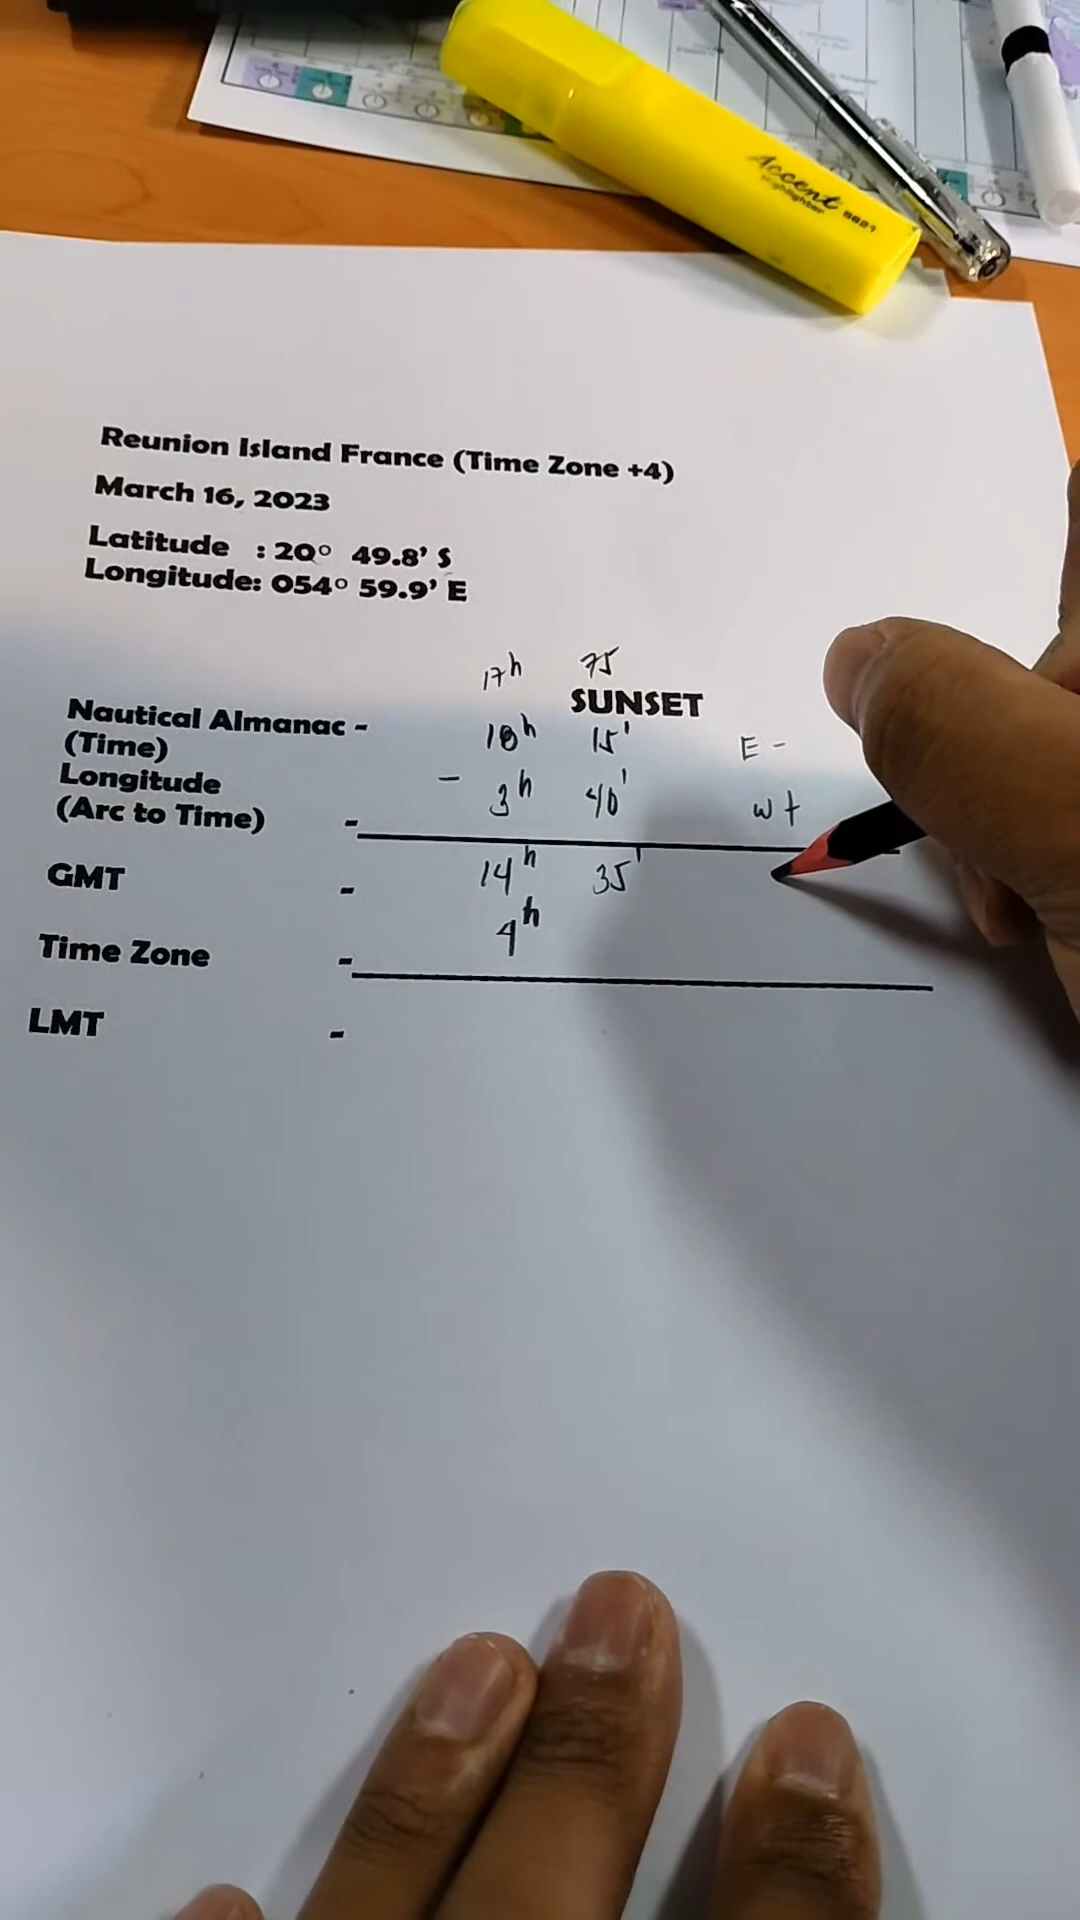 Accent
Highlighter
5821
Reunion Island France (Time Zone +4)
March 16, 2023
Latitude : 20° 49.8' S
Longitude: 054° 59.9' E
17h 75
SUNSET
Nautical Almanac - 18h 15' E -
(Time)
Longitude - 3h 40' W +
(Arc to Time) -
GMT - 14h 35'
4h
Time Zone -
LMT -